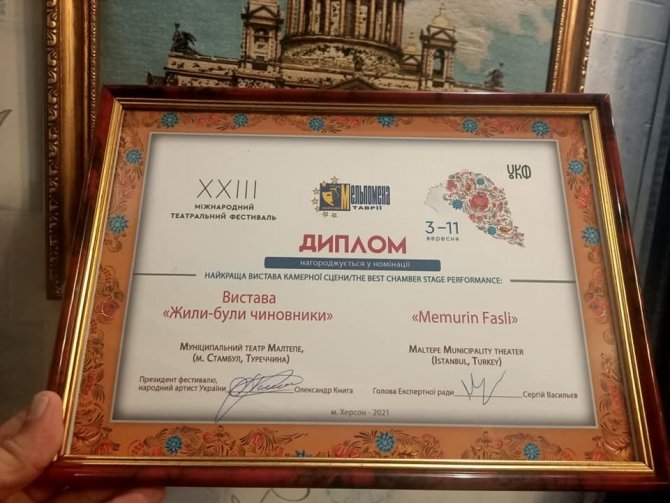 XXIII
МІЖНАРОДНИЙ
ТЕАТРАЛЬНИЙ ФЕСТИВАЛЬ
Мельпомена
ТАВРІЇ
3-11
вересня
УКФ
ДИПЛОМ
нагороджується у номінації
НАЙКРАЩА ВИСТАВА КАМЕРНОЇ СЦЕНИ/THE BEST CHAMBER STAGE PERFORMANCE:
Вистава
«Жили-були чиновники»
Муніципальний театр Малтепе,
(м. Стамбул, Туреччина)
«Memurin Fasli»
Maltepe Municipality theater
(Istanbul, Turkey)
Президент фестивалю,
народний артист України Олександр Книга
Голова Експертної ради Сергій Васильєв
м. Херсон - 2021